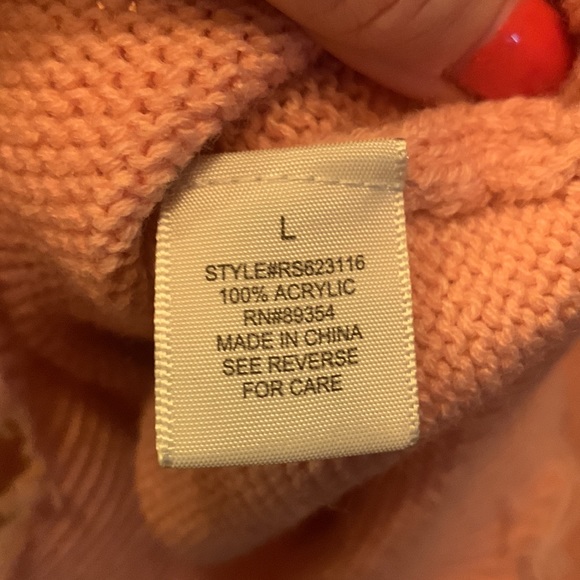 L
STYLE#RS623116
100% ACRYLIC
RN#89354
MADE IN CHINA
SEE REVERSE
FOR CARE